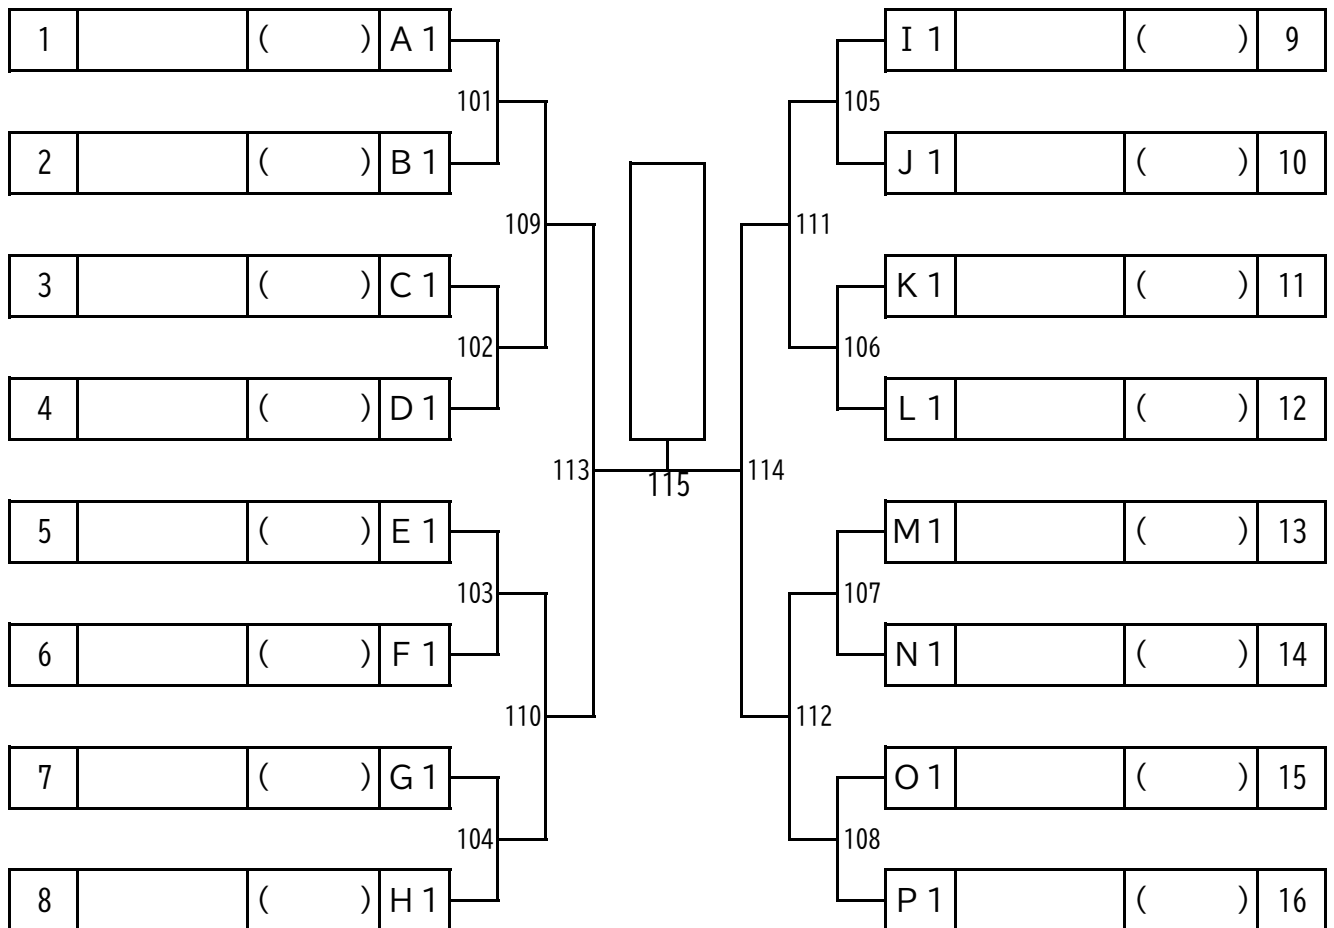 1 ( ) A1
I1 ( ) 9
101
105
2 ( ) B1
J1 ( ) 10
109
111
3 ( ) C1
K1 ( ) 11
102
106
4 ( ) D1
L1 ( ) 12
113
115
114
5 ( ) E1
M1 ( ) 13
103
107
6 ( ) F1
N1 ( ) 14
110
112
7 ( ) G1
O1 ( ) 15
104
108
8 ( ) H1
P1 ( ) 16